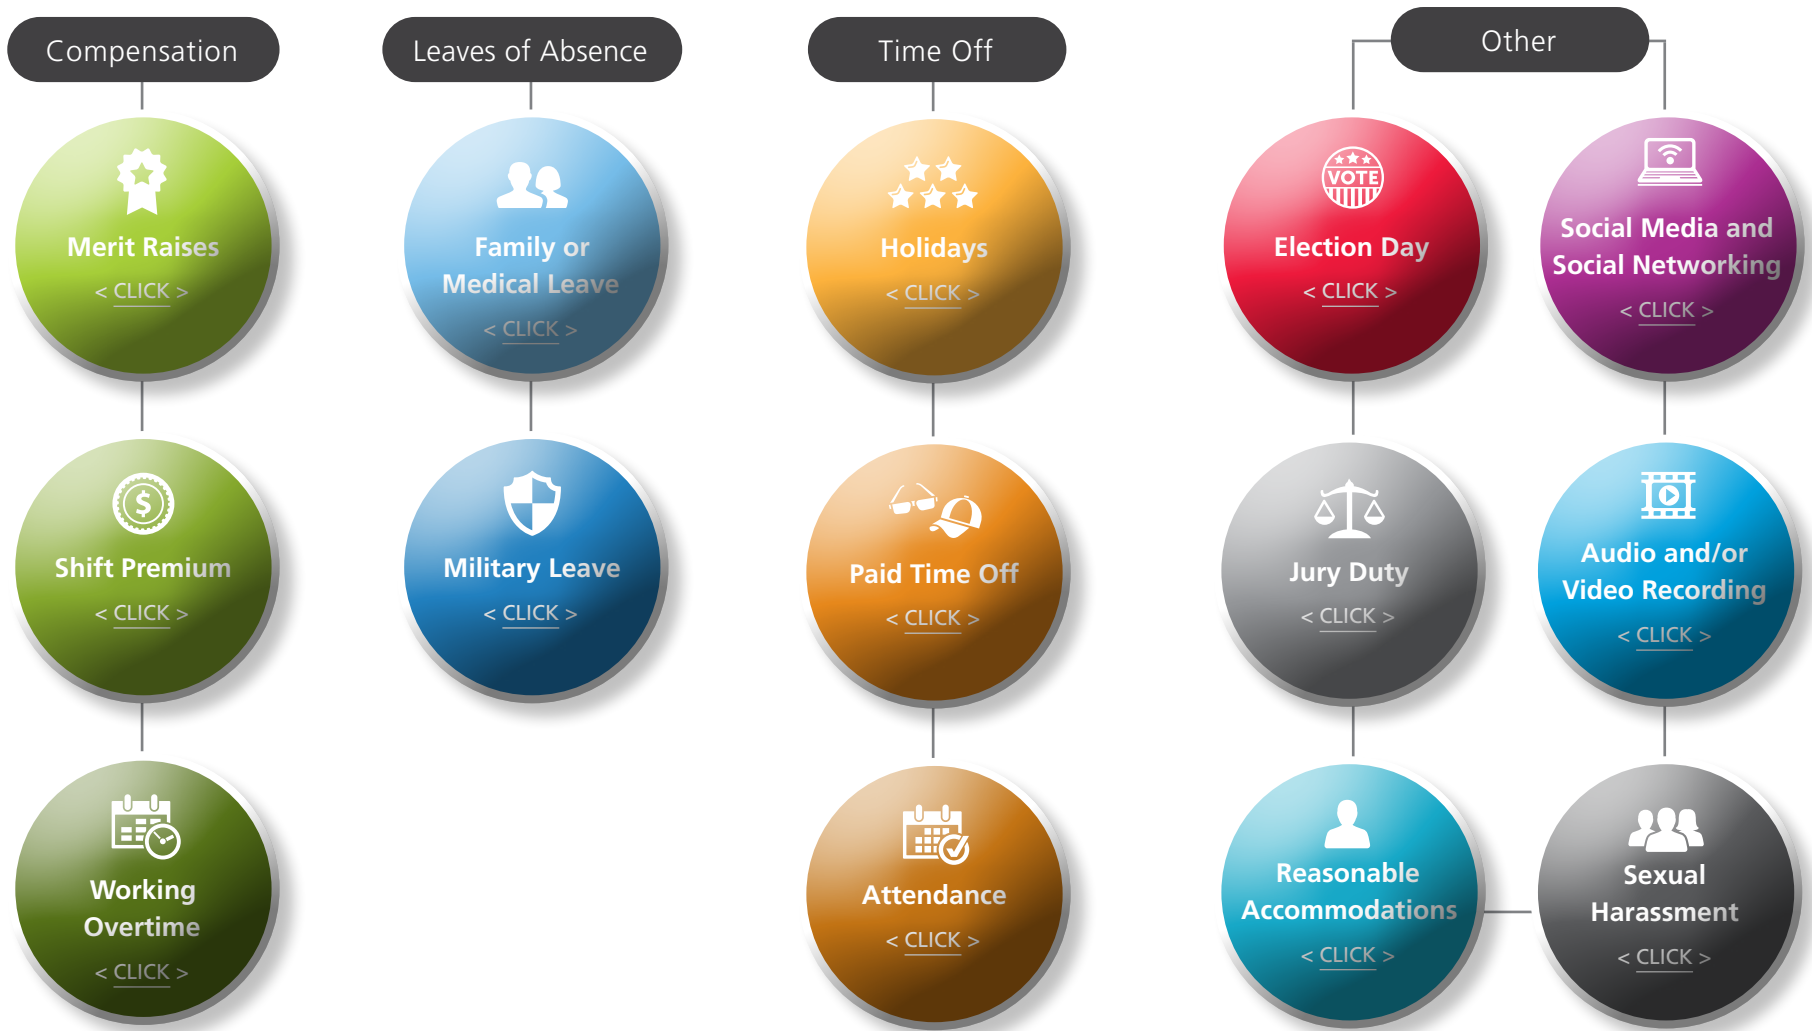 Compensation
Merit Raises
< CLICK >
Shift Premium
< CLICK >
Working
Overtime
< CLICK >
Leaves of Absence
Family or
Medical Leave
< CLICK >
Military Leave
< CLICK >
Time Off
Holidays
< CLICK >
Paid Time Off
< CLICK >
Attendance
< CLICK >
Other
VOTE
Election Day
< CLICK >
Jury Duty
< CLICK >
Reasonable
Accommodations
< CLICK >
Social Media and
Social Networking
< CLICK >
Audio and/or
Video Recording
< CLICK >
Sexual
Harassment
< CLICK >